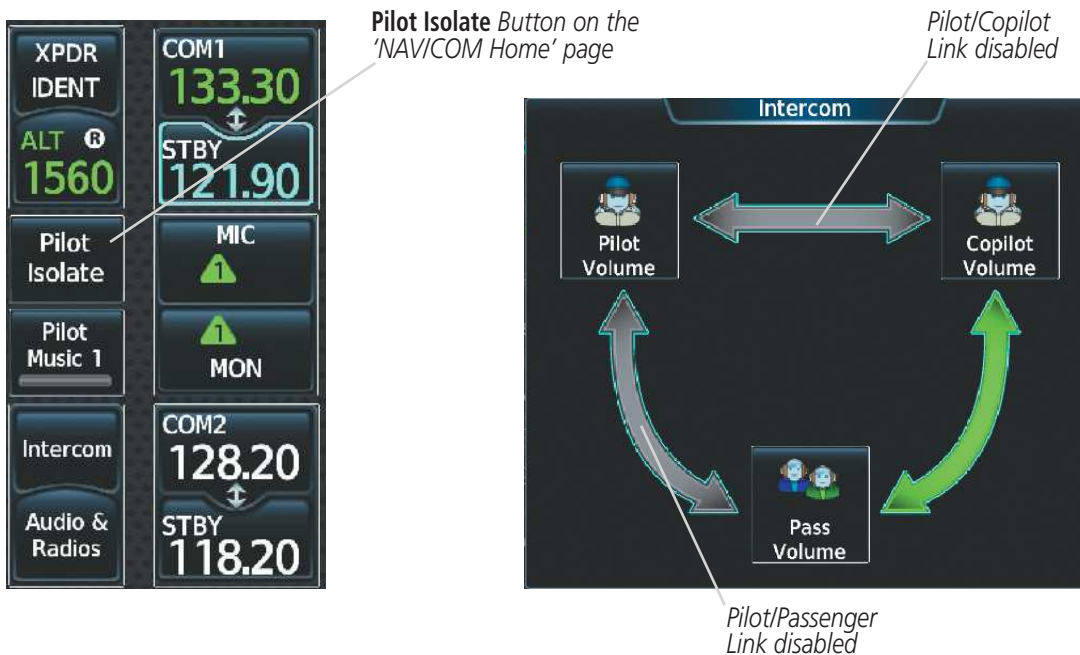 Pilot Isolate Button on the
'NAV/COM Home' page
Pilot/Copilot
Link disabled
XPDR
IDENT
ALT R
1560
Pilot
Isolate
Pilot
Music 1
Intercom
Audio &
Radios
COM1
133.30
STBY
121.90
MIC
1
1
MON
COM2
128.20
STBY
118.20
Intercom
Pilot
Volume
Copilot
Volume
Pass
Volume
Pilot/Passenger
Link disabled